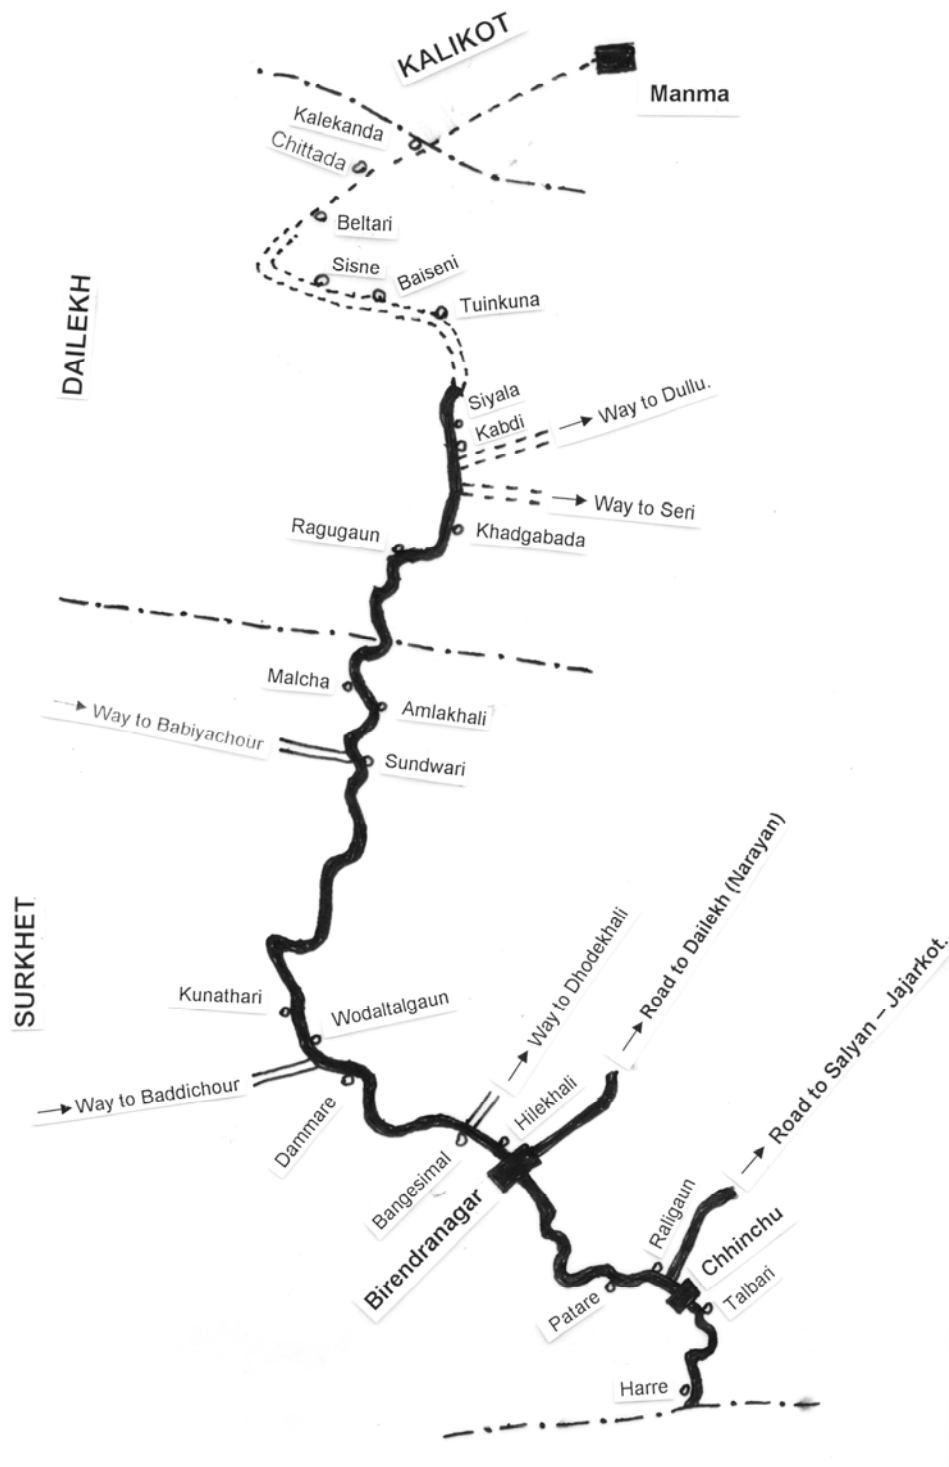 KALIKOT
Manma
Kalekanda
Chittada
Beltari
Sisne
Baiseni
Tuinkuna
DAILEKH
Siyala
Kabdi
Way to Dullu.
Way to Seri
Ragugaun
Khadgabada
Malcha
Amlakhali
Way to Babiyachour
Sundwari
SURKHET
Road to Dailekh (Narayan)
Way to Dhodekhali
Road to Salyan – Jajarkot.
Kunathari
Wodaltalgaun
Way to Baddichour
Dammare
Hilekhali
Bangesimal
Birendranagar
Raligaun
Chhinchu
Talbari
Patare
Harre